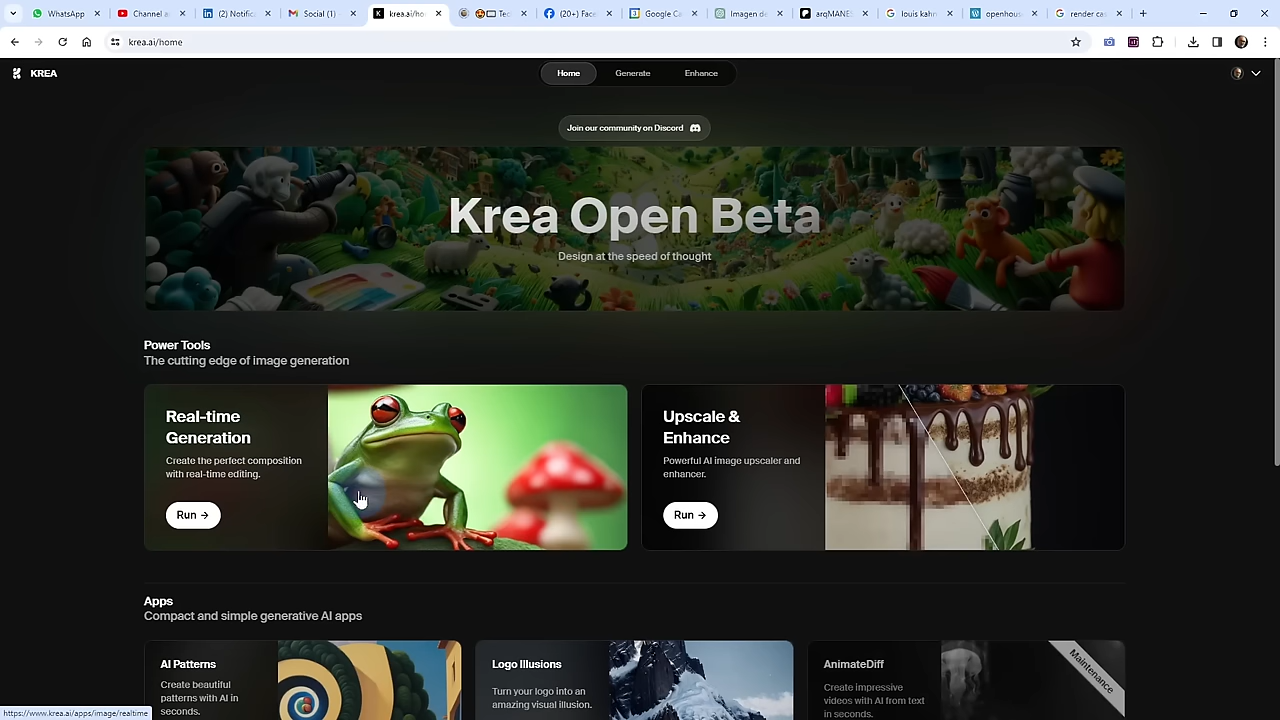 WhatsApp
Channel a
(2) Notific
Social (1)
krea.ai/ho
Tec
(20+) Face
Google Ca
Imagen de
arqMANES
louis kahn
openhous
render cas
krea.ai/home
KREA
Home
Generate
Enhance
Join our community on Discord
Krea Open Beta
Design at the speed of thought
Power Tools
The cutting edge of image generation
Real-time
Generation
Create the perfect composition
with real-time editing.
Run →
Upscale &
Enhance
Powerful AI image upscaler and
enhancer.
Run →
Apps
Compact and simple generative AI apps
AI Patterns
Create beautiful
patterns with AI in
seconds.
Logo Illusions
Turn your logo into an
amazing visual illusion.
AnimateDiff
Create impressive
videos with AI from text
in seconds.
Maintenance
https://www.krea.ai/apps/image/realtime